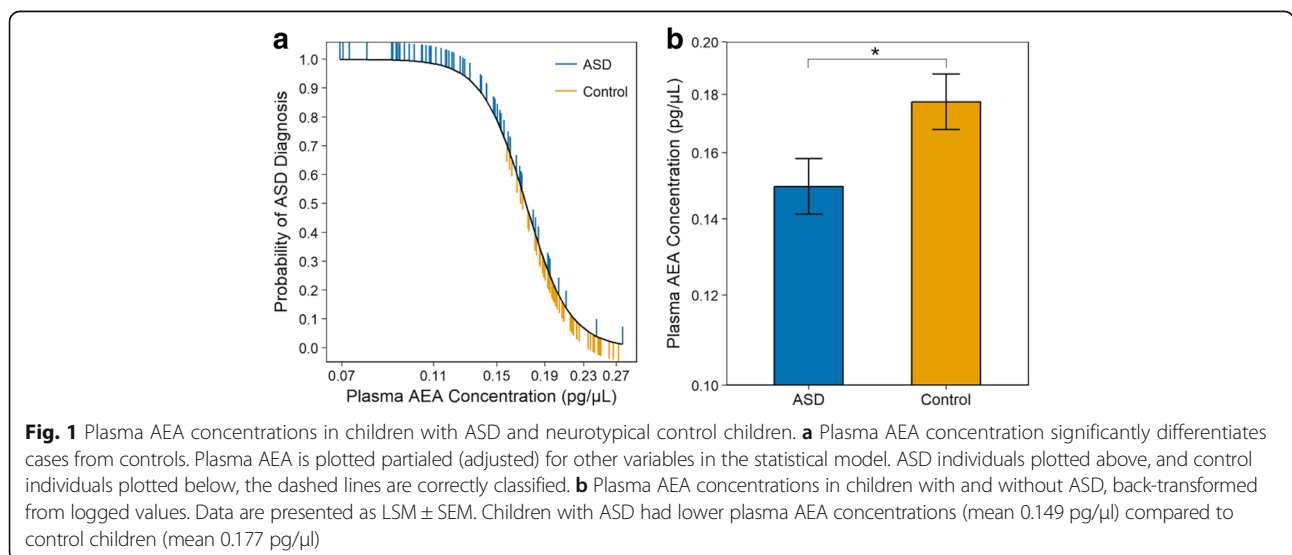 a
1.0
0.9
0.8
0.7
0.6
0.5
0.4
0.3
0.2
0.1
0.0
Probability of ASD Diagnosis
ASD
Control
0.07 0.11 0.15 0.19 0.23 0.27
Plasma AEA Concentration (pg/µL)
b
0.20
0.18
0.16
0.14
0.12
0.10
Plasma AEA Concentration (pg/µL)
*
ASD Control
Fig. 1 Plasma AEA concentrations in children with ASD and neurotypical control children. a Plasma AEA concentration significantly differentiates
cases from controls. Plasma AEA is plotted partialed (adjusted) for other variables in the statistical model. ASD individuals plotted above, and control
individuals plotted below, the dashed lines are correctly classified. b Plasma AEA concentrations in children with and without ASD, back-transformed
from logged values. Data are presented as LSM ± SEM. Children with ASD had lower plasma AEA concentrations (mean 0.149 pg/µl) compared to
control children (mean 0.177 pg/µl)